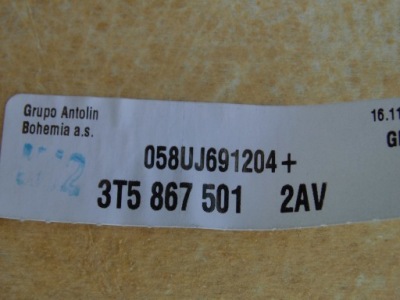 Grupo Antolin
Bohemia a.s.
16.11
058UJ691204+
3T5 867 501 2AV